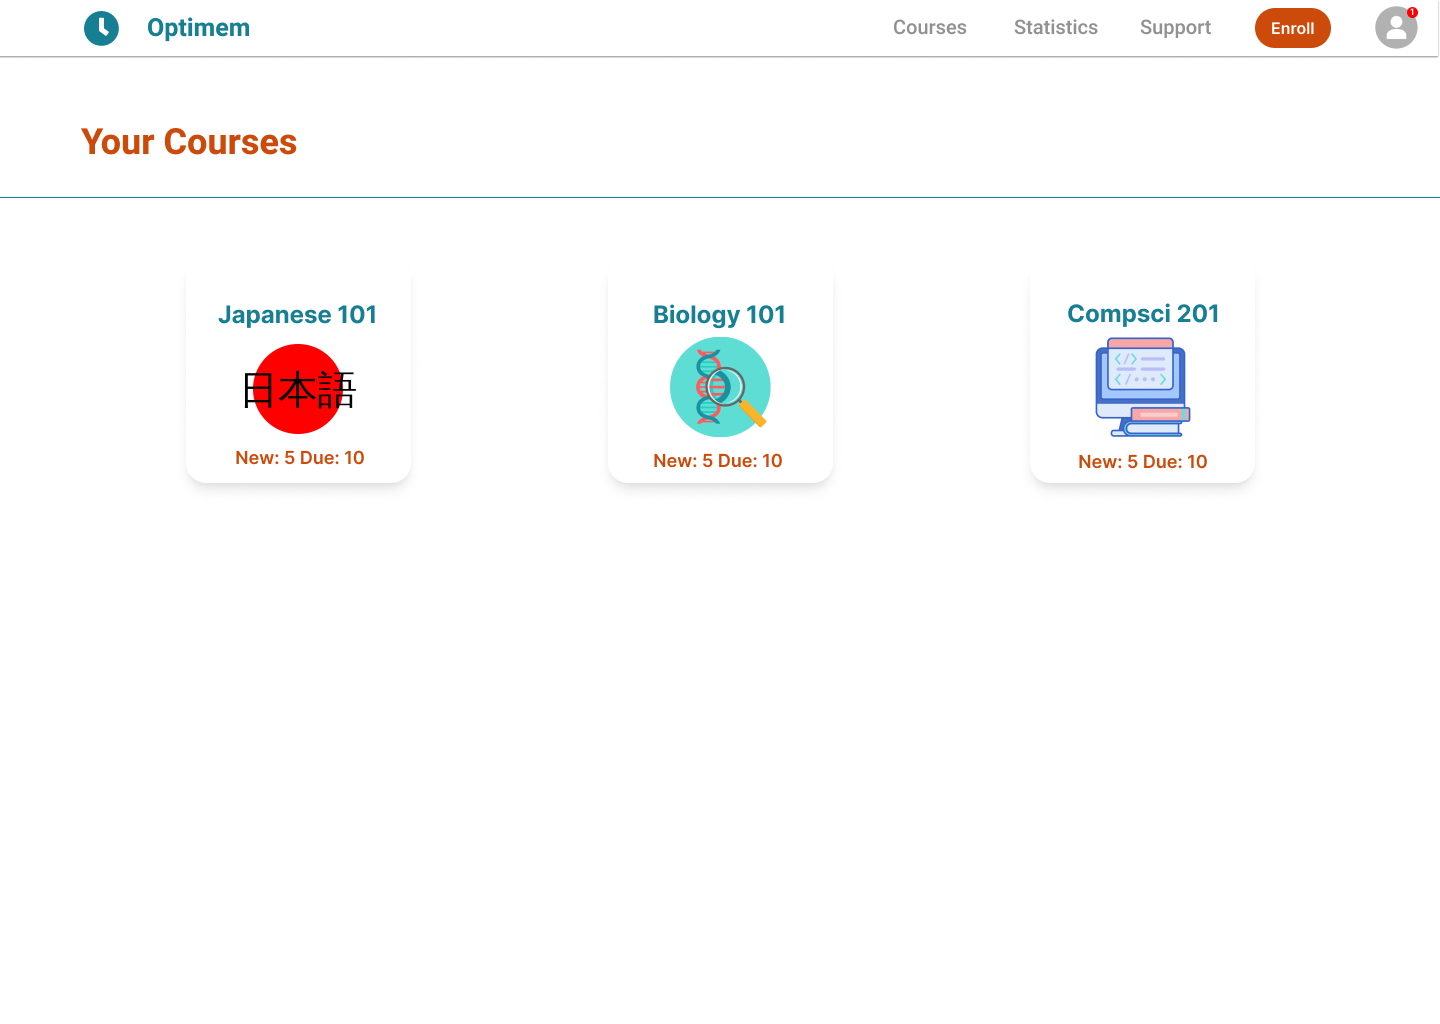 Optimem
Courses
Statistics
Support
Enroll
1
Your Courses
Japanese 101
日本語
New: 5 Due: 10
Biology 101
New: 5 Due: 10
Compsci 201
</>
</...>
New: 5 Due: 10